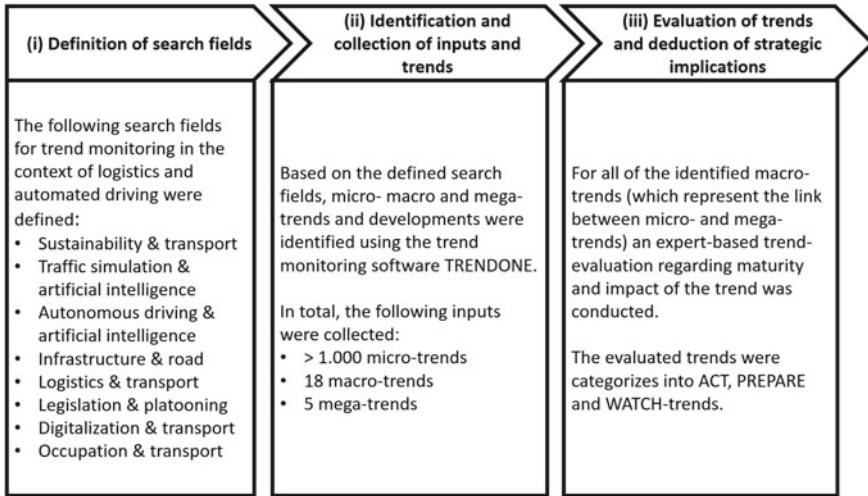 (i) Definition of search fields
(ii) Identification and
collection of inputs and
trends
(iii) Evaluation of trends
and deduction of strategic
implications
The following search fields
for trend monitoring in the
context of logistics and
automated driving were
defined:
• Sustainability & transport
• Traffic simulation &
artificial intelligence
• Autonomous driving &
artificial intelligence
• Infrastructure & road
• Logistics & transport
• Legislation & platooning
• Digitalization & transport
• Occupation & transport
Based on the defined search
fields, micro- macro and mega-
trends and developments were
identified using the trend
monitoring software TRENDONE.
In total, the following inputs
were collected:
• > 1.000 micro-trends
• 18 macro-trends
• 5 mega-trends
For all of the identified macro-
trends (which represent the link
between micro- and mega-
trends) an expert-based trend-
evaluation regarding maturity
and impact of the trend was
conducted.
The evaluated trends were
categorizes into ACT, PREPARE
and WATCH-trends.